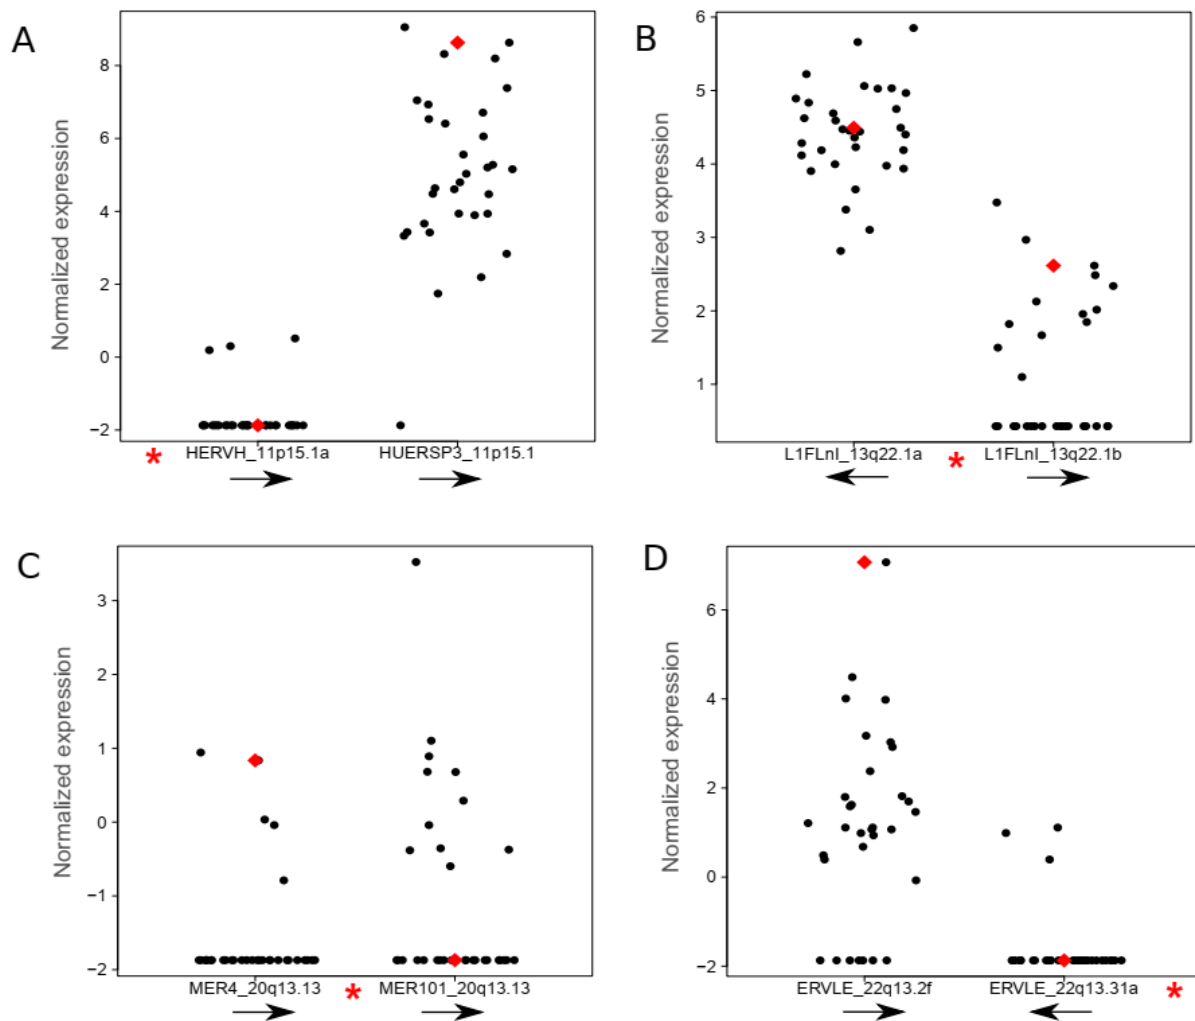 A
Normalized expression
8
6
4
2
0
−2
HERVH_11p15.1a HUERSP3_11p15.1
*
B
Normalized expression
6
5
4
3
2
1
L1FLnI_13q22.1a L1FLnI_13q22.1b
*
C
Normalized expression
3
2
1
0
−1
−2
MER4_20q13.13 MER101_20q13.13
*
D
Normalized expression
6
4
2
0
−2
ERVLE_22q13.2f ERVLE_22q13.31a
*